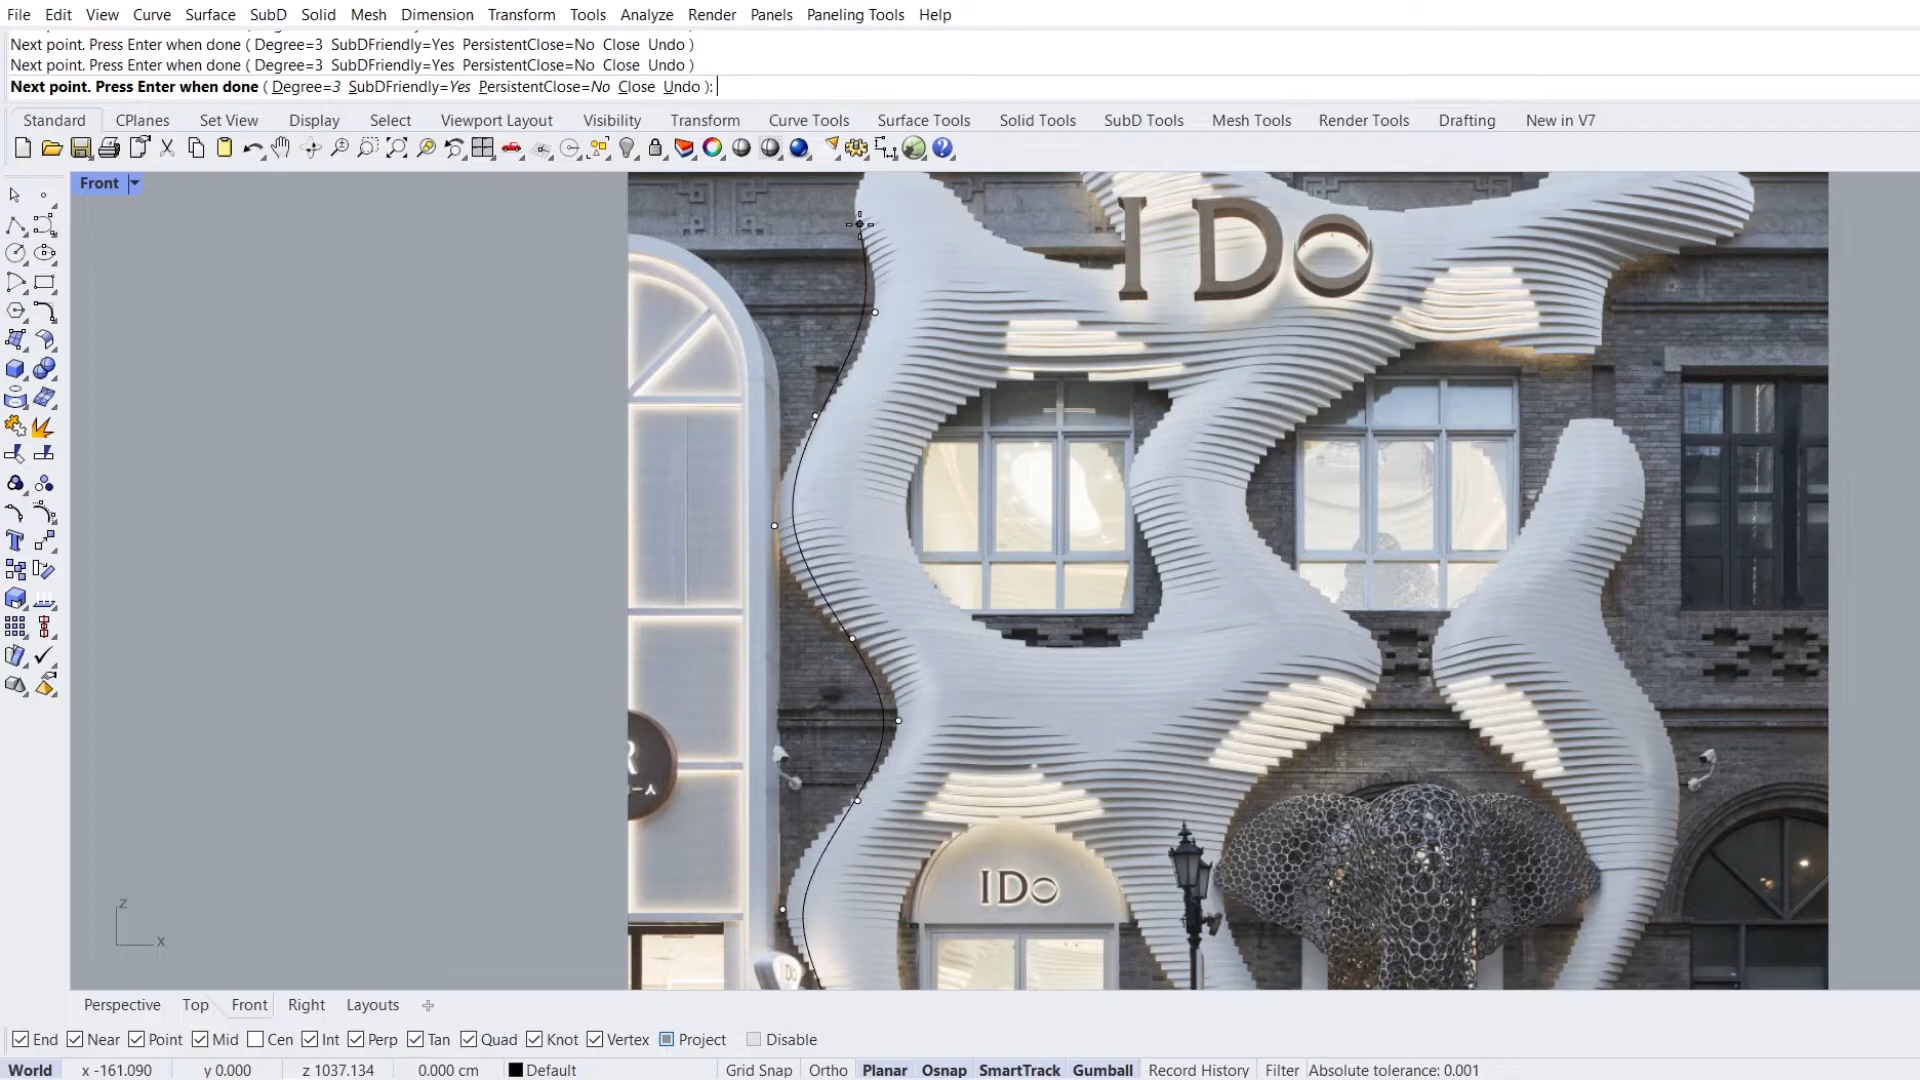 File Edit View Curve Surface SubD Solid Mesh Dimension Transform Tools Analyze Render Panels Paneling Tools Help
Next point. Press Enter when done ( Degree=3 SubDFriendly=Yes PersistentClose=No Close Undo )
Next point. Press Enter when done ( Degree=3 SubDFriendly=Yes PersistentClose=No Close Undo )
Next point. Press Enter when done ( Degree=3 SubDFriendly=Yes PersistentClose=No Close Undo ):
Standard CPlanes Set View Display Select Viewport Layout Visibility Transform Curve Tools Surface Tools Solid Tools SubD Tools Mesh Tools Render Tools Drafting New in V7
Front
I DO
R
一人
IDO
IDo
z
x
Perspective Top Front Right Layouts
End Near Point Mid Cen Int Perp Tan Quad Knot Vertex Project Disable
World x -161.090 y 0.000 z 1037.134 0.000 cm Default Grid Snap Ortho Planar Osnap SmartTrack Gumball Record History Filter Absolute tolerance: 0.001